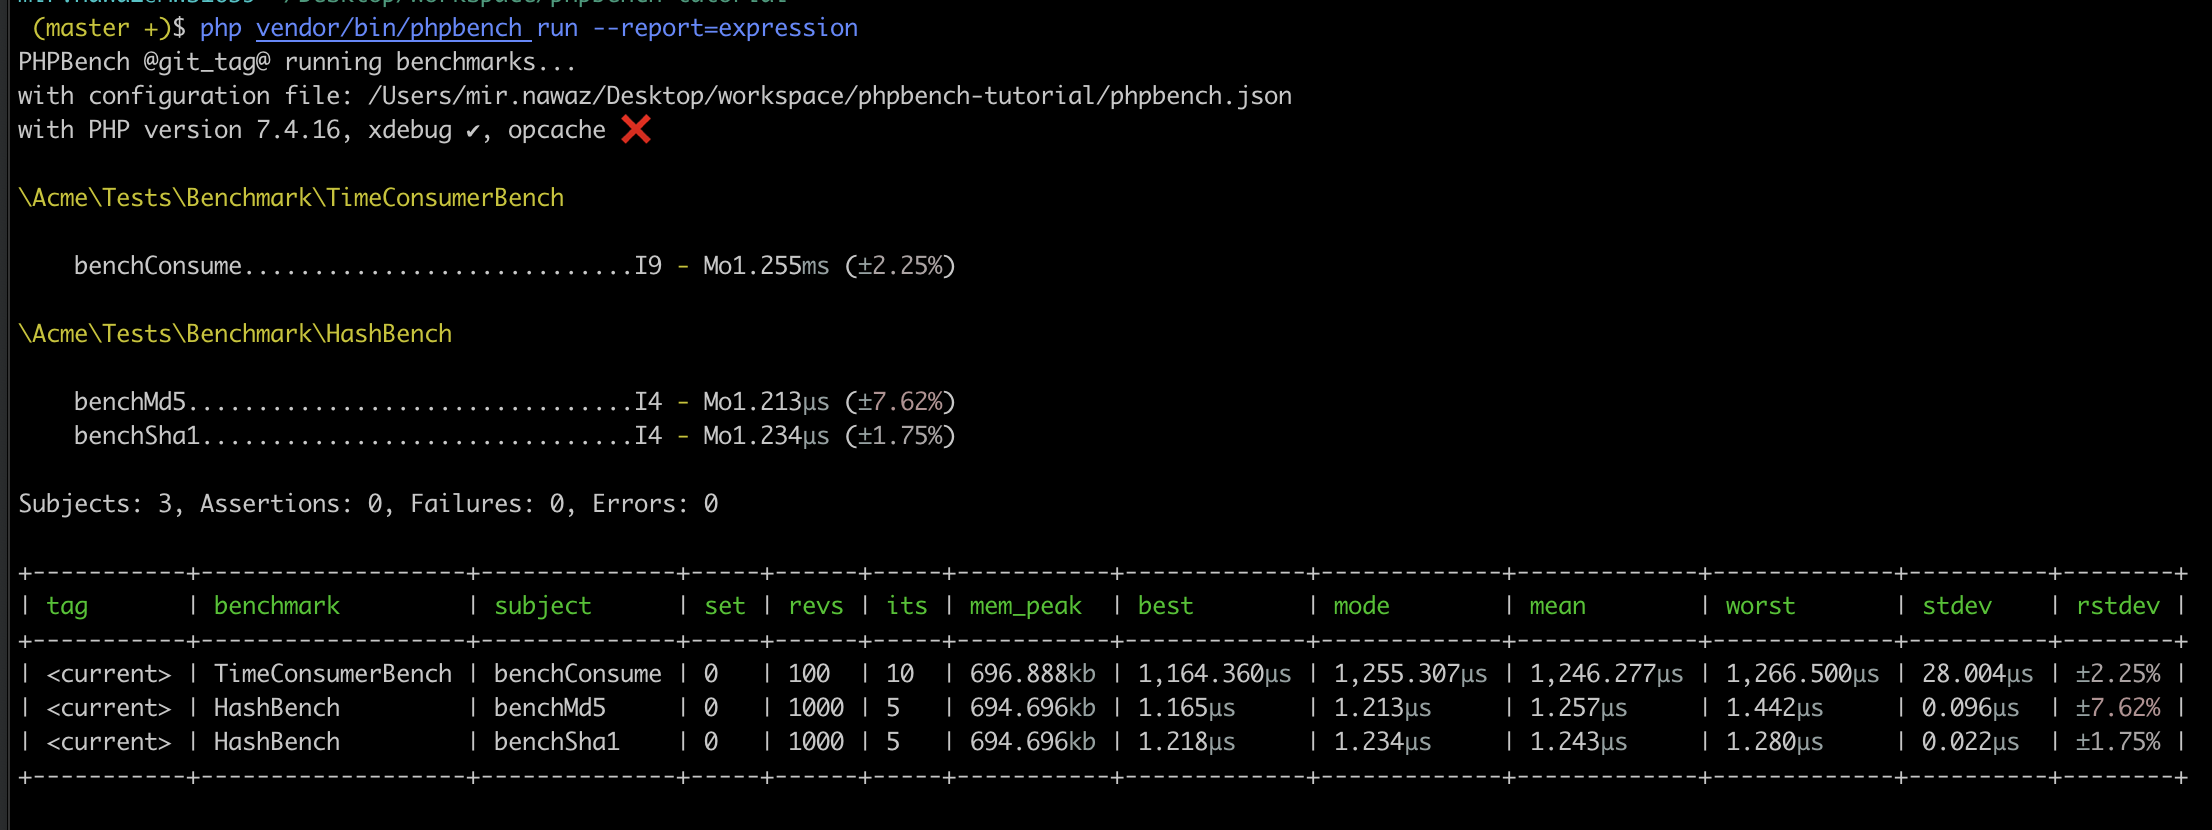 (master +)$ php vendor/bin/phpbench run --report=expression
PHPBench @git_tag@ running benchmarks...
with configuration file: /Users/mir.nawaz/Desktop/workspace/phpbench-tutorial/phpbench.json
with PHP version 7.4.16, xdebug ✔, opcache ❌
\Acme\Tests\Benchmark\TimeConsumerBench
benchConsume............................I9 - Mo1.255ms (±2.25%)
\Acme\Tests\Benchmark\HashBench
benchMd5................................I4 - Mo1.213μs (±7.62%)
benchSha1...............................I4 - Mo1.234μs (±1.75%)
Subjects: 3, Assertions: 0, Failures: 0, Errors: 0
+-----------+-------------------+--------------+-----+------+-----+-----------+-------------+-------------+-------------+-------------+----------+--------+
| tag       | benchmark         | subject      | set | revs | its | mem_peak  | best        | mode        | mean        | worst       | stdev    | rstdev |
+-----------+-------------------+--------------+-----+------+-----+-----------+-------------+-------------+-------------+-------------+----------+--------+
| <current> | TimeConsumerBench | benchConsume | 0   | 100  | 10  | 696.888kb | 1,164.360μs | 1,255.307μs | 1,246.277μs | 1,266.500μs | 28.004μs | ±2.25% |
| <current> | HashBench         | benchMd5     | 0   | 1000 | 5   | 694.696kb | 1.165μs     | 1.213μs     | 1.257μs     | 1.442μs     | 0.096μs  | ±7.62% |
| <current> | HashBench         | benchSha1    | 0   | 1000 | 5   | 694.696kb | 1.218μs     | 1.234μs     | 1.243μs     | 1.280μs     | 0.022μs  | ±1.75% |
+-----------+-------------------+--------------+-----+------+-----+-----------+-------------+-------------+-------------+-------------+----------+--------+